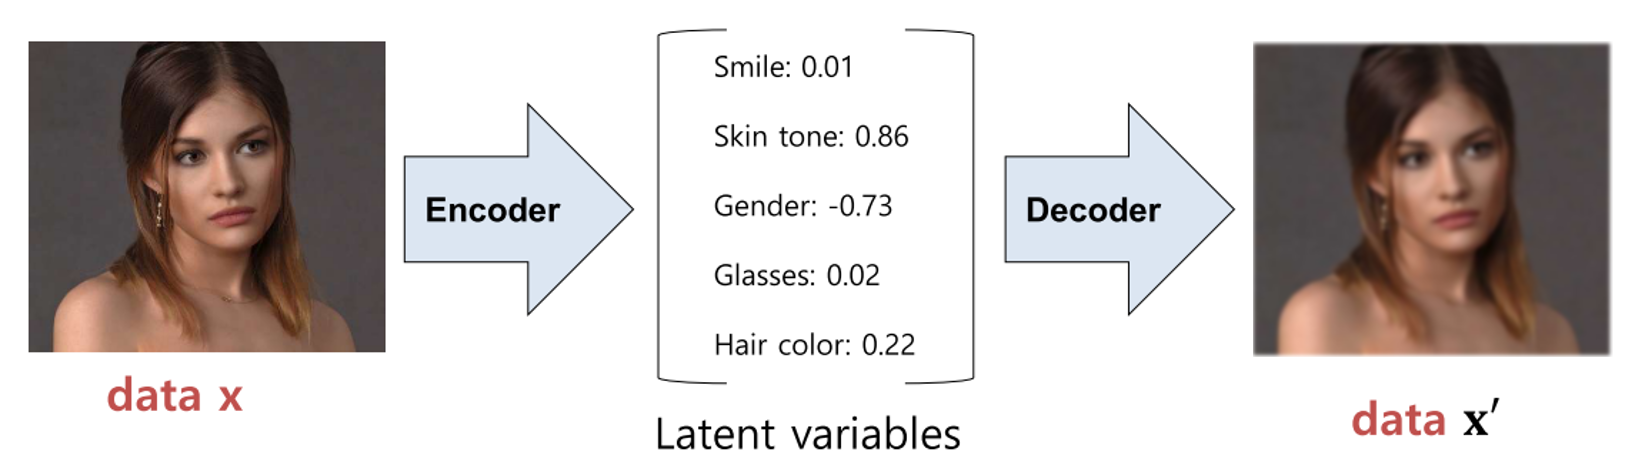 Smile: 0.01
Skin tone: 0.86
Gender: -0.73
Glasses: 0.02
Hair color: 0.22
Encoder
Decoder
data x
Latent variables
data x′